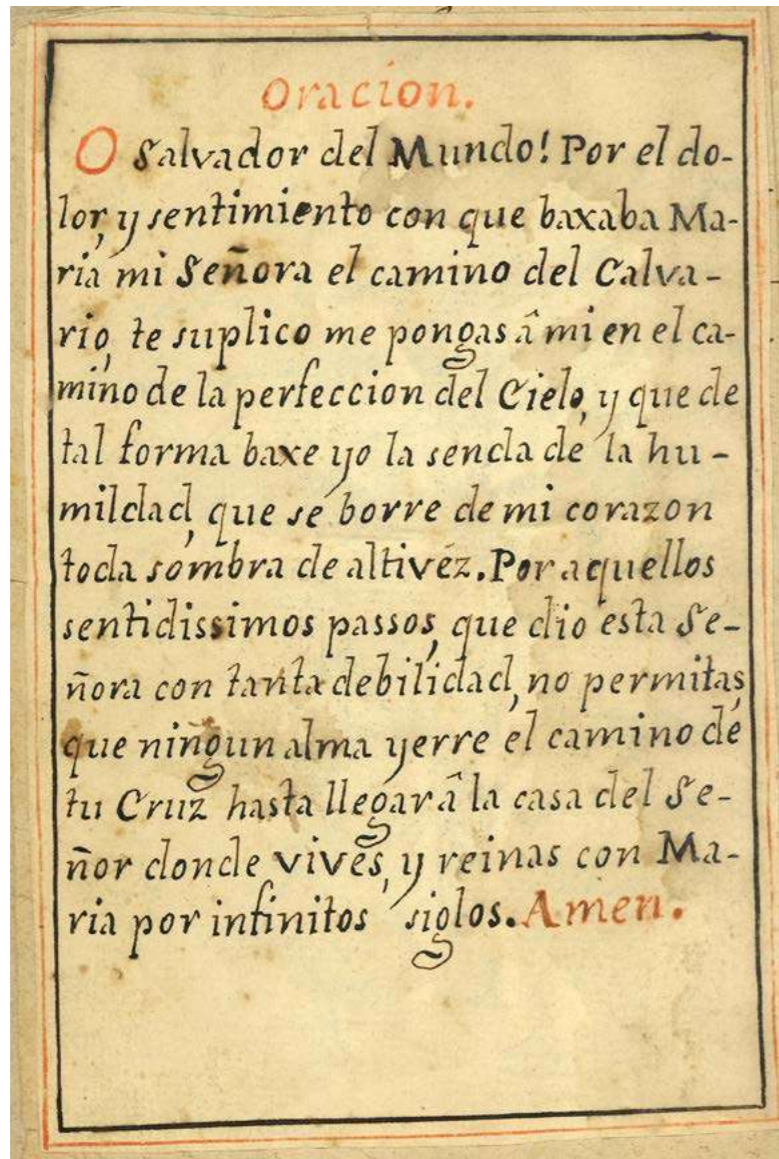 Oracion.
O Salvador del Mundo! Por el do-
lor, y sentimiento con que baxaba Ma-
ria mi Señora el camino del Calva-
rio, te suplico me pongas â mi en el ca-
mino de la perfeccion del Cielo, y que de
tal forma baxe yo la senda de la hu-
mildad, que se borre de mi corazon
toda sombra de altivéz. Por aquellos
sentidissimos passos, que dio esta Se-
ñora con tanta debilidad, no permitas
que ningun alma yerre el camino de
tu Cruz hasta llegar â la casa del Se-
ñor donde vives, y reinas con Ma-
ria por infinitos siglos. Amen.